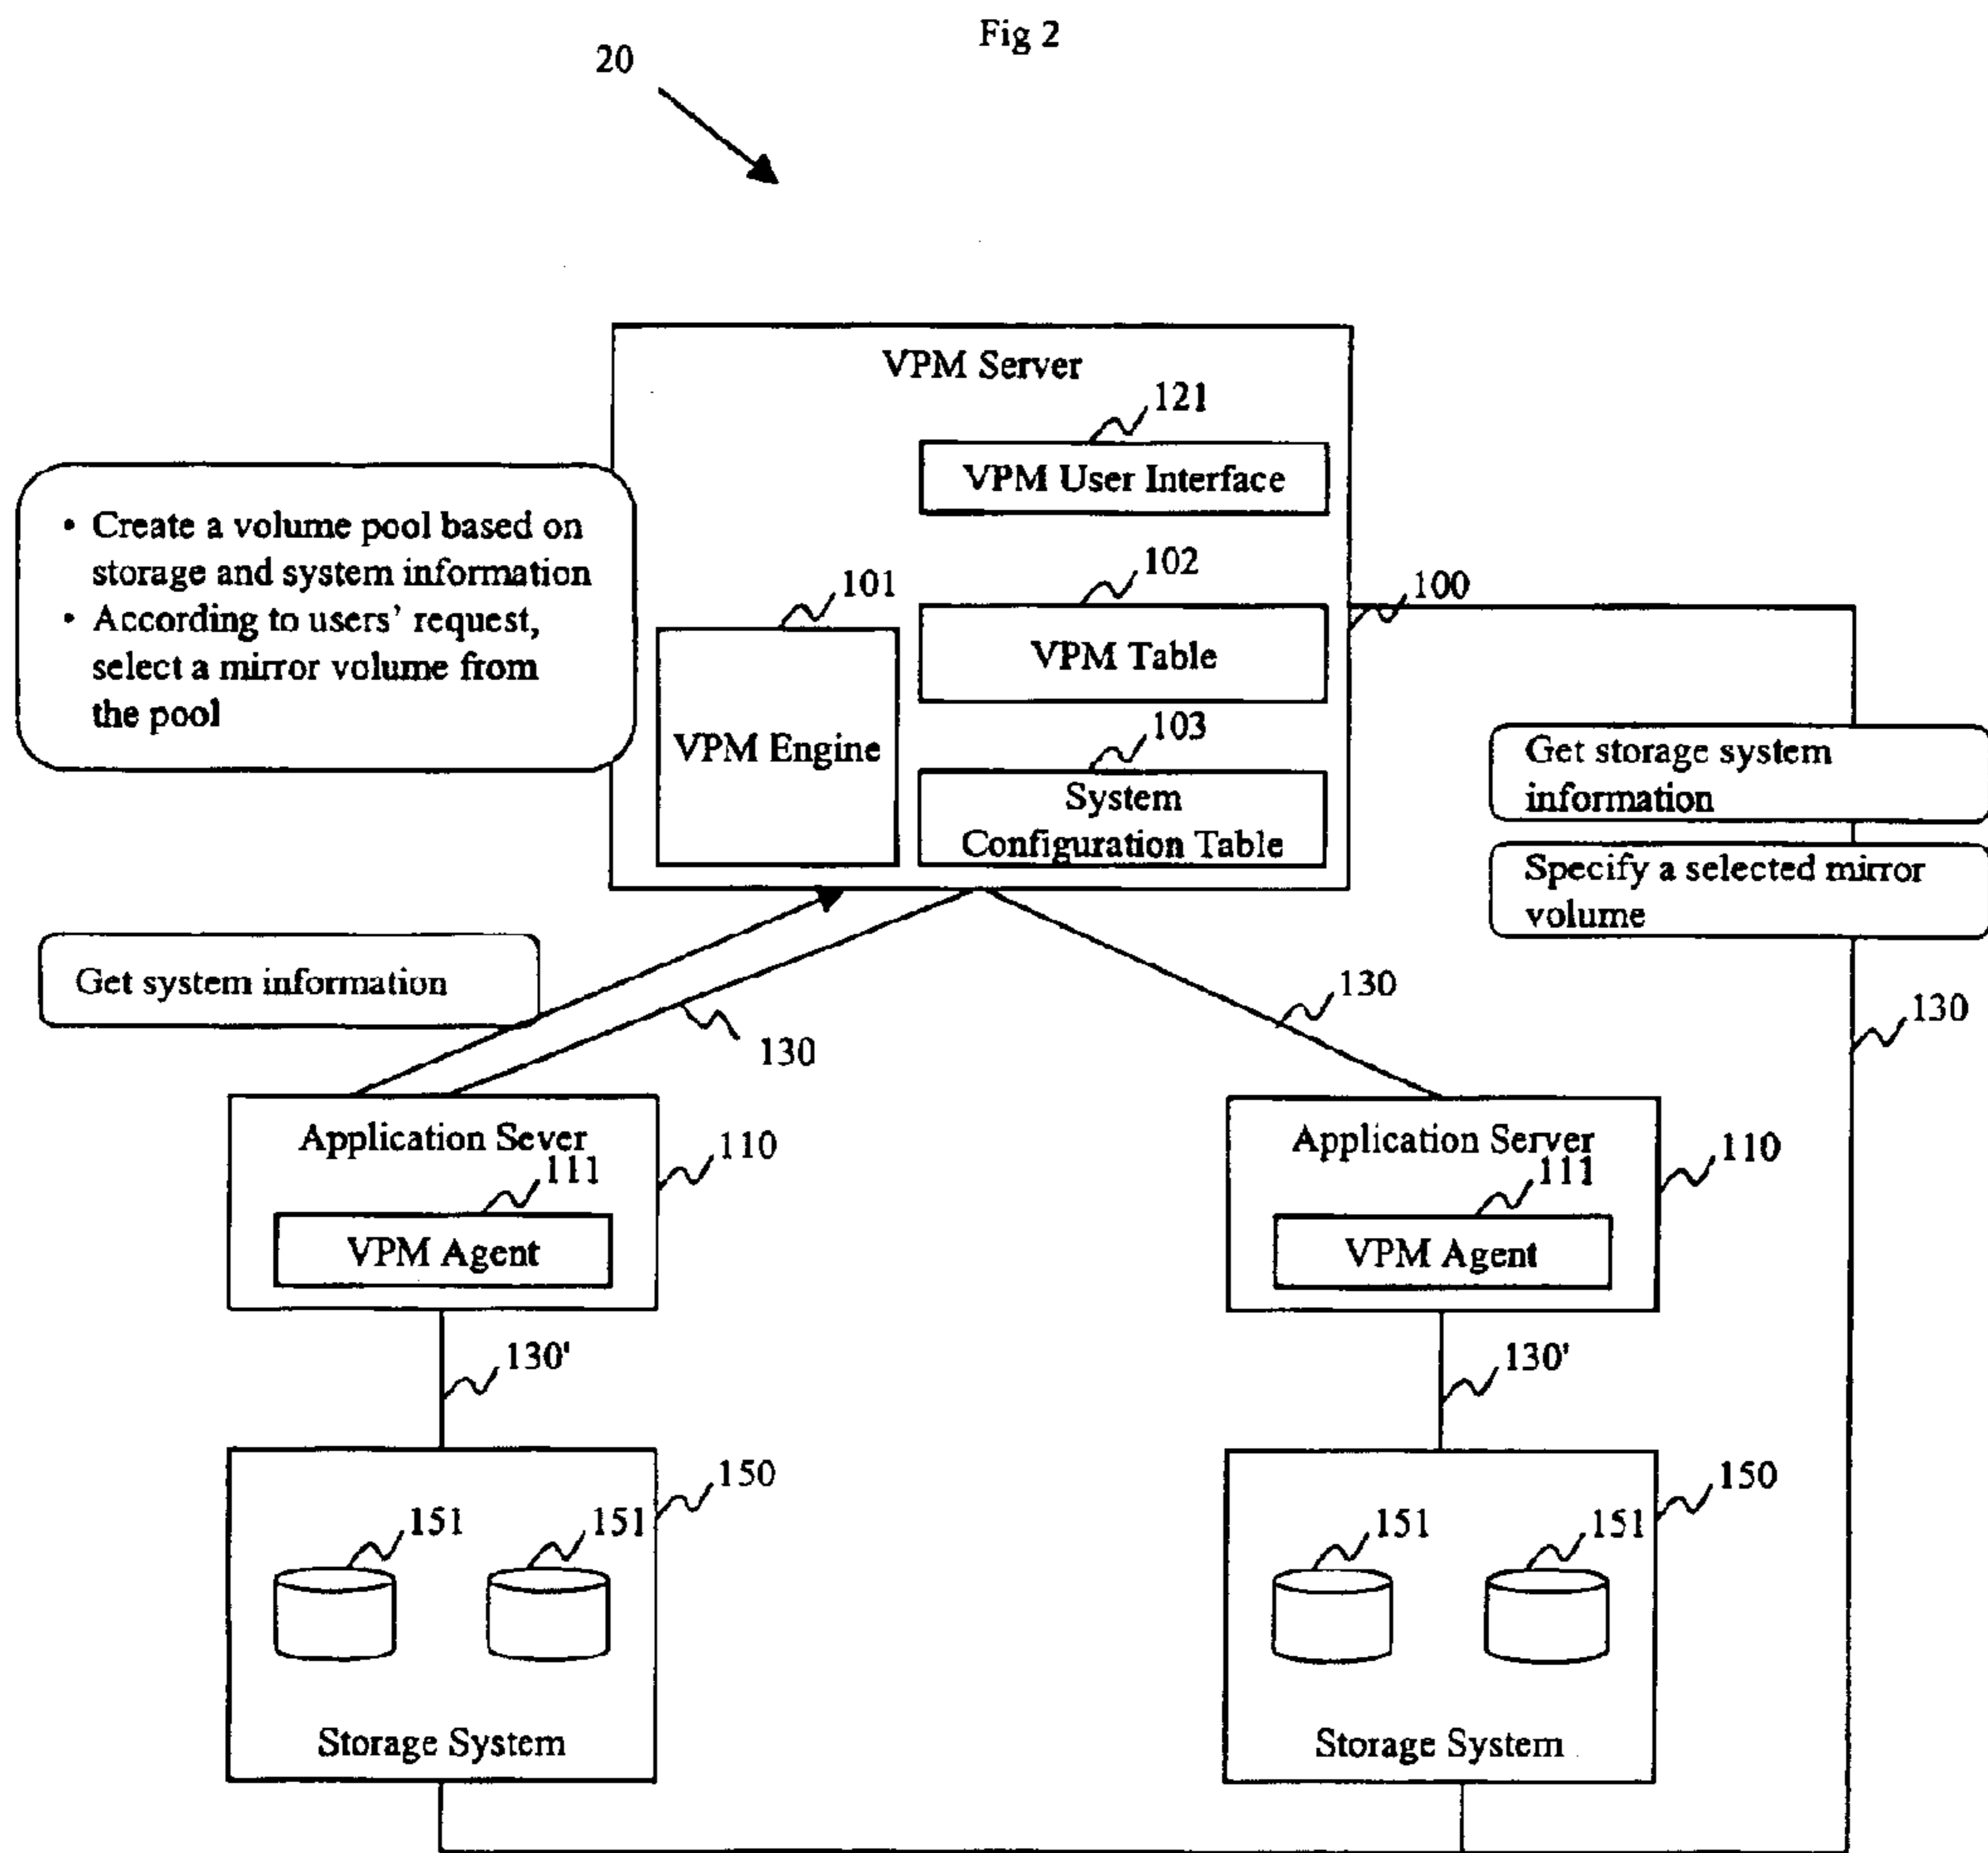 Fig 2
20
VPM Server
121
VPM User Interface
• Create a volume pool based on
storage and system information
• According to users' request,
select a mirror volume from
the pool
101
102
100
VPM Engine
VPM Table
103
System
Configuration Table
Get storage system
information
Specify a selected mirror
volume
Get system information
130
130
130
Application Sever
110
111
VPM Agent
Application Server
110
111
VPM Agent
130'
130'
150
151
151
Storage System
150
151
151
Storage System